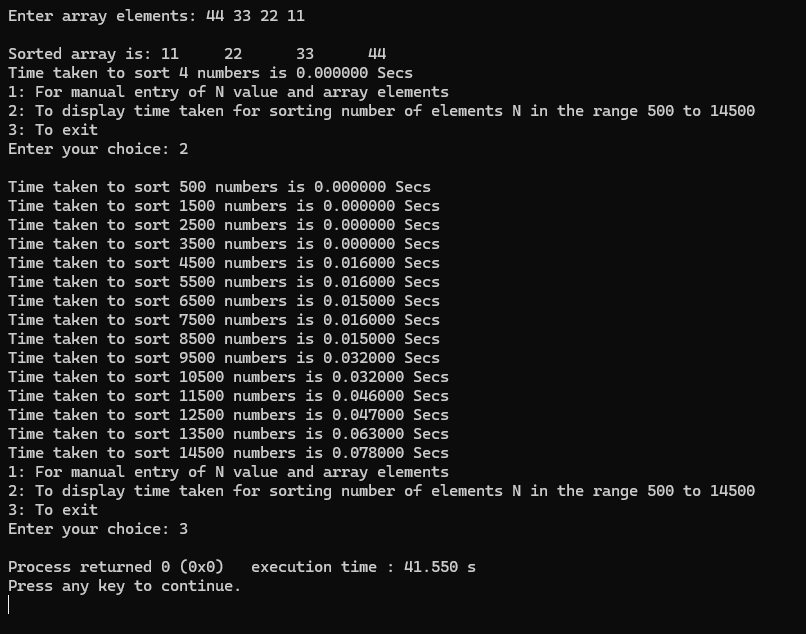 Enter array elements: 44 33 22 11
Sorted array is: 11     22      33      44
Time taken to sort 4 numbers is 0.000000 Secs
1: For manual entry of N value and array elements
2: To display time taken for sorting number of elements N in the range 500 to 14500
3: To exit
Enter your choice: 2
Time taken to sort 500 numbers is 0.000000 Secs
Time taken to sort 1500 numbers is 0.000000 Secs
Time taken to sort 2500 numbers is 0.000000 Secs
Time taken to sort 3500 numbers is 0.000000 Secs
Time taken to sort 4500 numbers is 0.016000 Secs
Time taken to sort 5500 numbers is 0.016000 Secs
Time taken to sort 6500 numbers is 0.015000 Secs
Time taken to sort 7500 numbers is 0.016000 Secs
Time taken to sort 8500 numbers is 0.015000 Secs
Time taken to sort 9500 numbers is 0.032000 Secs
Time taken to sort 10500 numbers is 0.032000 Secs
Time taken to sort 11500 numbers is 0.046000 Secs
Time taken to sort 12500 numbers is 0.047000 Secs
Time taken to sort 13500 numbers is 0.063000 Secs
Time taken to sort 14500 numbers is 0.078000 Secs
1: For manual entry of N value and array elements
2: To display time taken for sorting number of elements N in the range 500 to 14500
3: To exit
Enter your choice: 3
Process returned 0 (0x0)   execution time : 41.550 s
Press any key to continue.